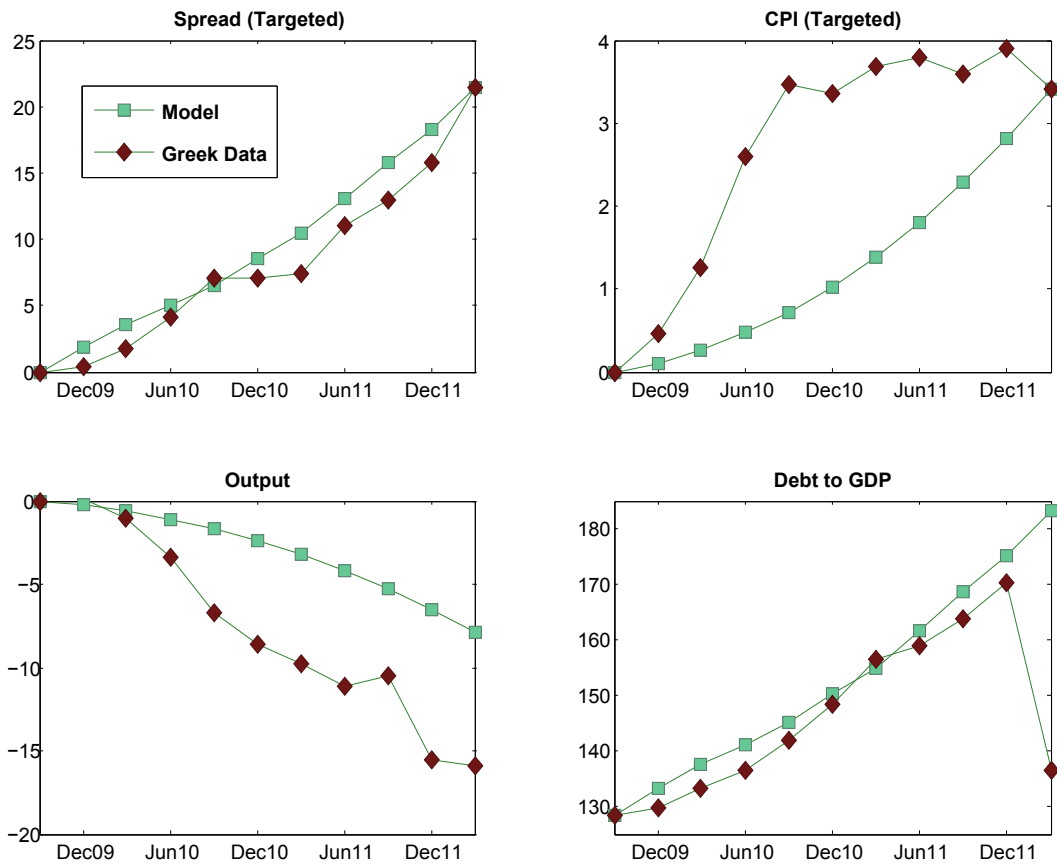 Spread (Targeted)
25
20
15
10
5
0
Model
Greek Data
Dec09 Jun10 Dec10 Jun11 Dec11
CPI (Targeted)
4
3
2
1
0
Dec09 Jun10 Dec10 Jun11 Dec11
Output
0
−5
−10
−15
−20
Dec09 Jun10 Dec10 Jun11 Dec11
Debt to GDP
180
170
160
150
140
130
Dec09 Jun10 Dec10 Jun11 Dec11